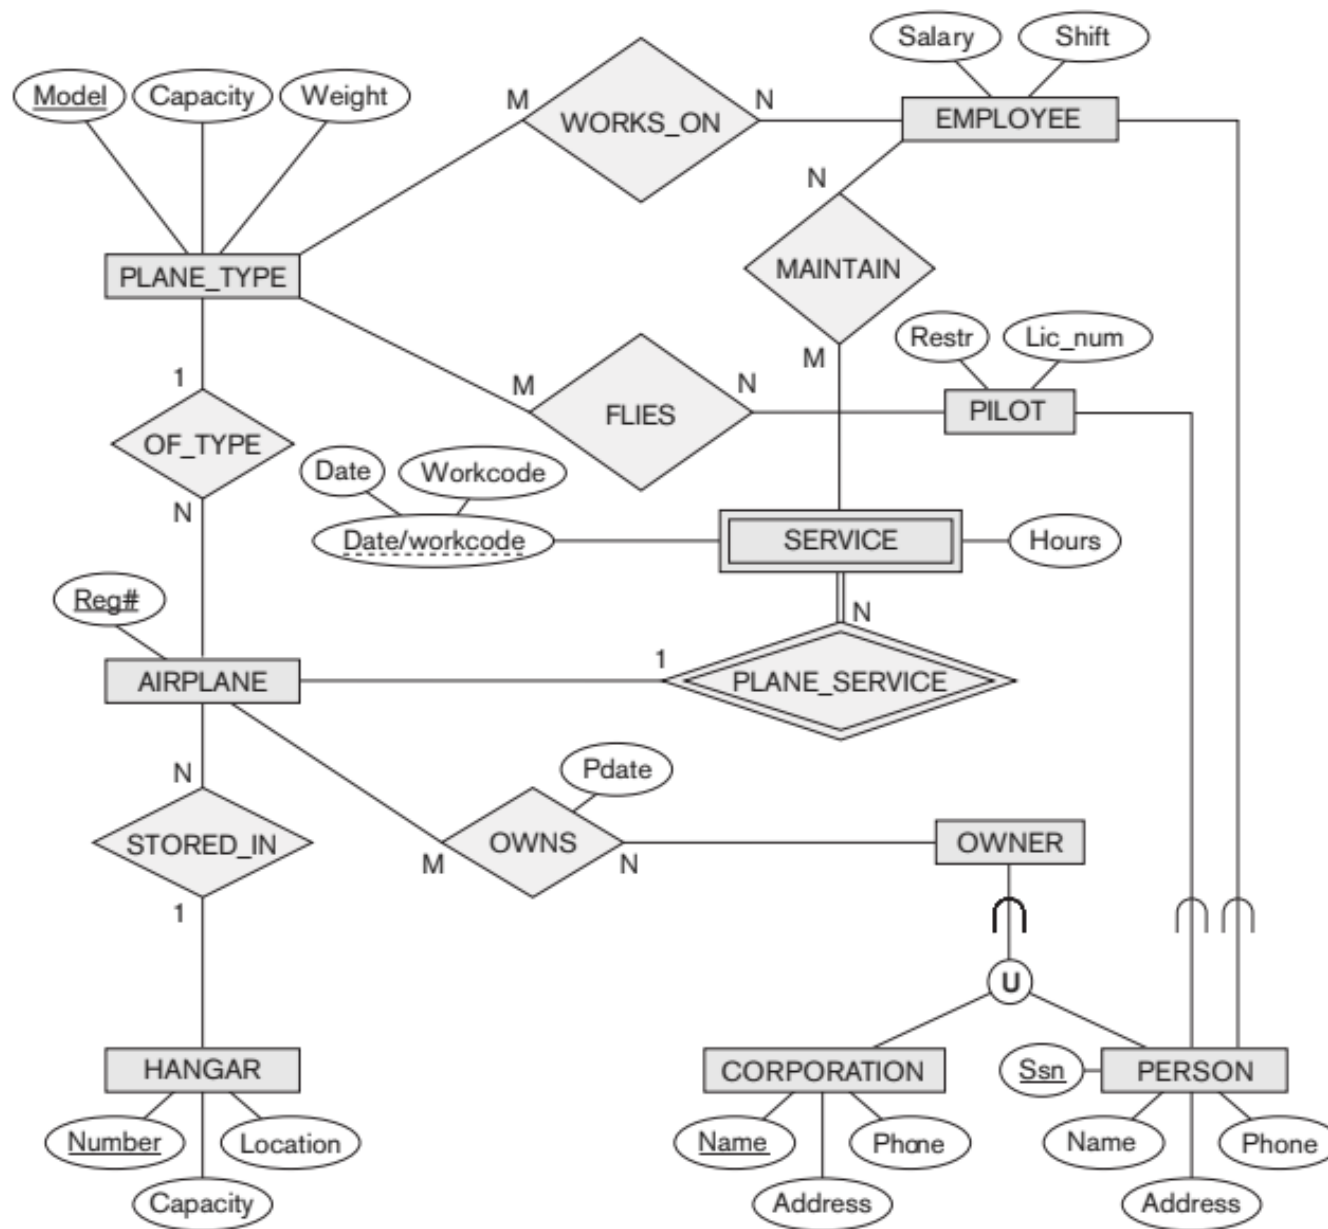 Salary
Shift
Model
Capacity
Weight
M
WORKS_ON
N
EMPLOYEE
N
PLANE_TYPE
MAINTAIN
Restr
Lic_num
M
1
M
FLIES
N
PILOT
OF_TYPE
Date
Workcode
N
Date/workcode
SERVICE
Hours
Reg#
N
1
AIRPLANE
PLANE_SERVICE
N
Pdate
STORED_IN
M
OWNS
N
OWNER
1
U
HANGAR
CORPORATION
Ssn
PERSON
Number
Location
Name
Phone
Name
Phone
Capacity
Address
Address